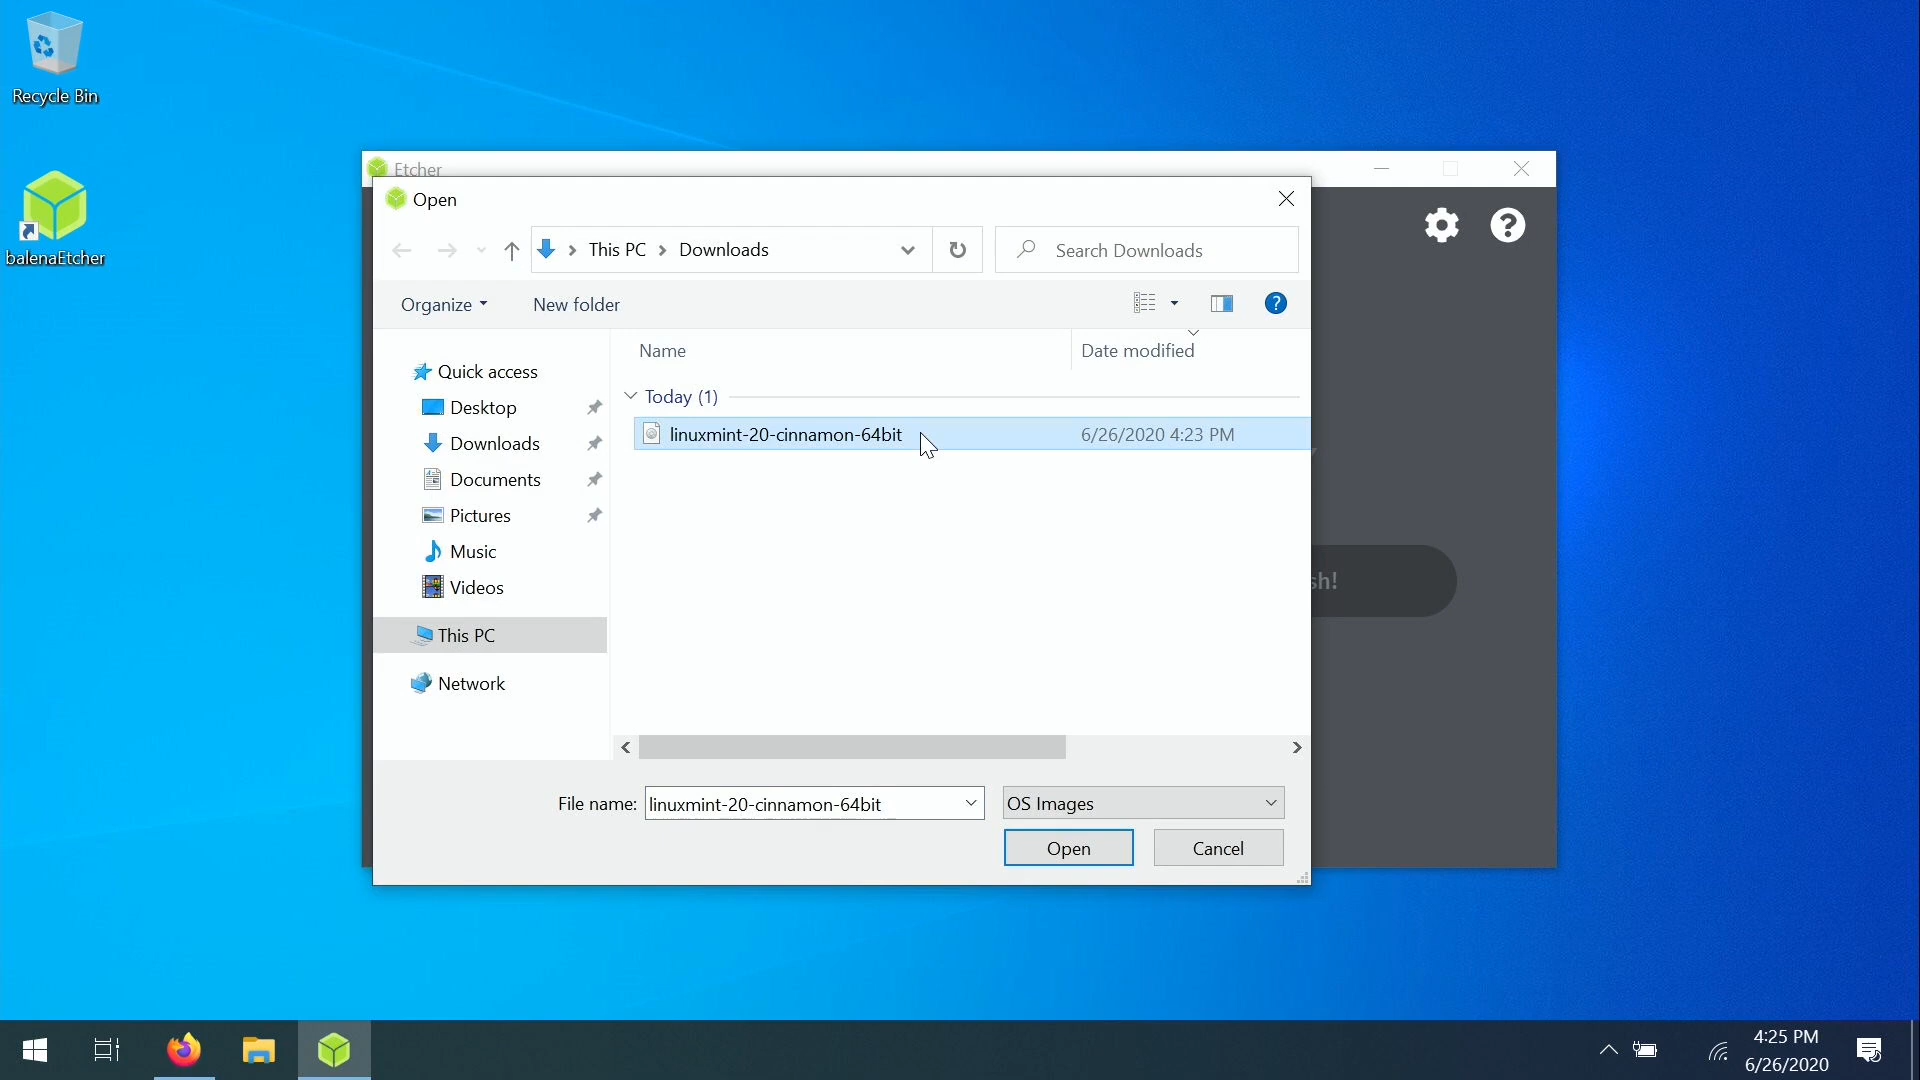 Recycle Bin
balenaEtcher
Etcher
Open
This PC
Downloads
Search Downloads
Organize
New folder
Name
Date modified
Quick access
Desktop
Downloads
Documents
Pictures
Music
Videos
This PC
Network
Today (1)
linuxmint-20-cinnamon-64bit
6/26/2020 4:23 PM
sh!
File name:
linuxmint-20-cinnamon-64bit
OS Images
Open
Cancel
4:25 PM
6/26/2020